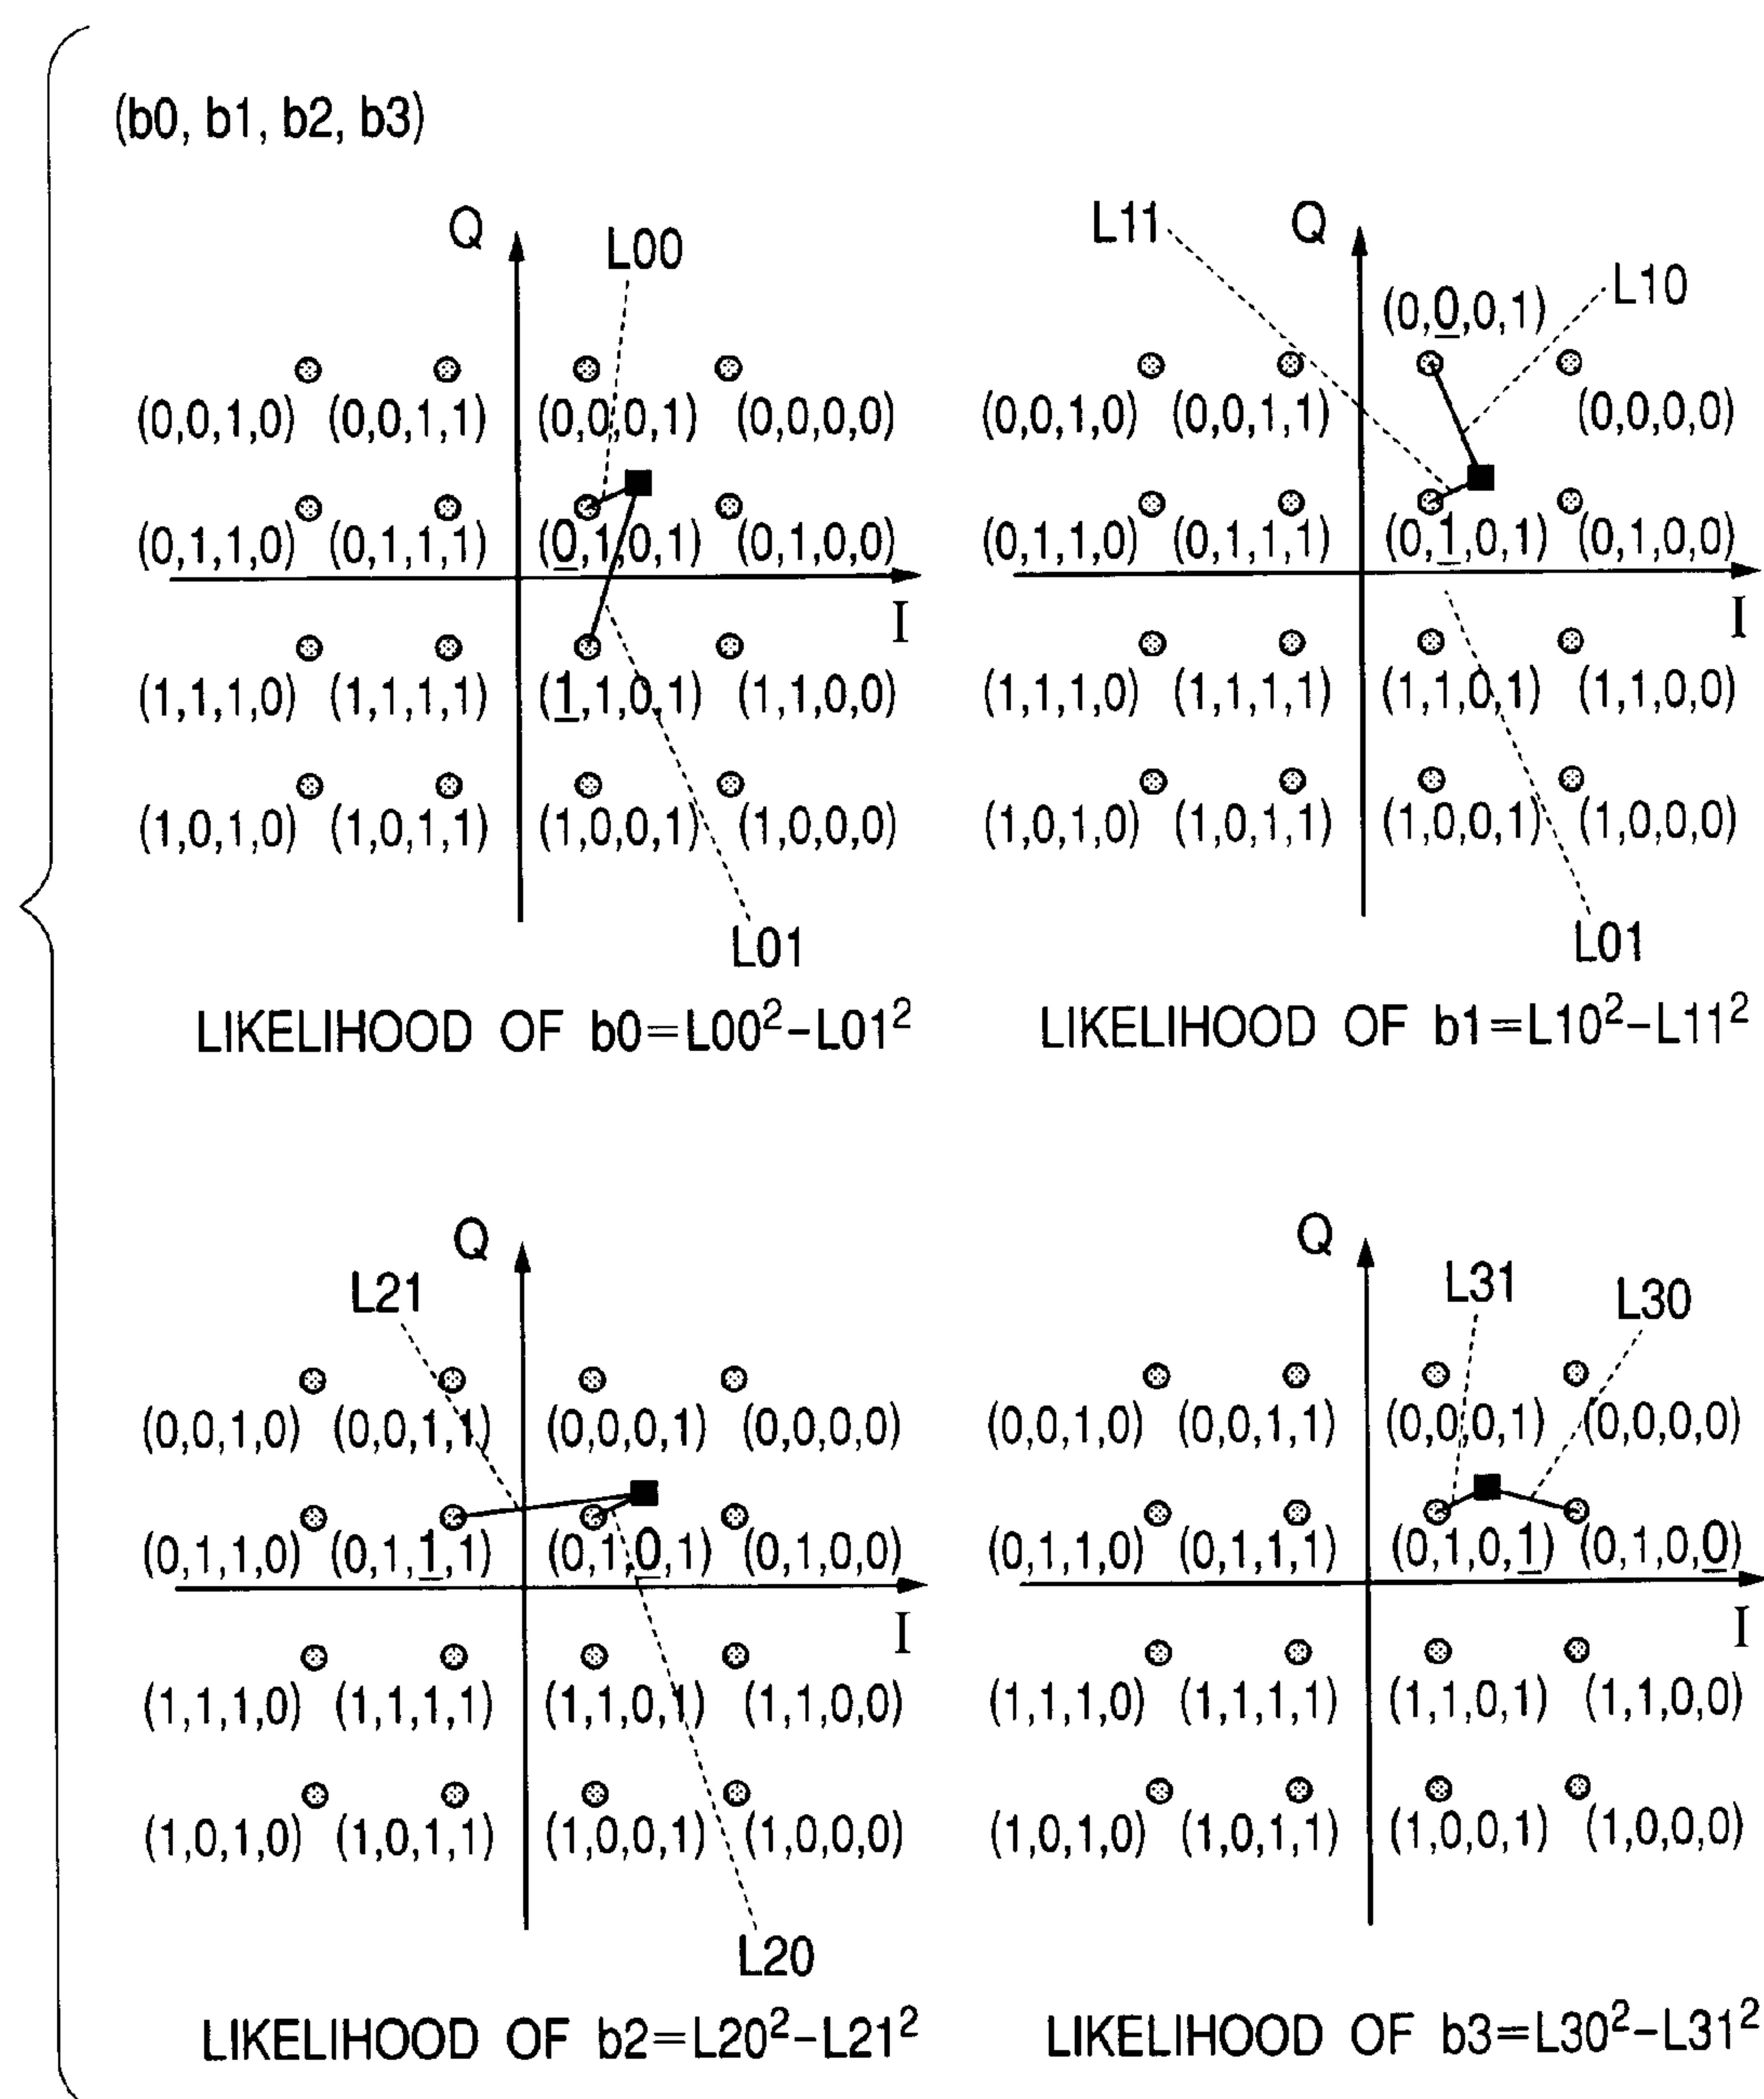 (b0, b1, b2, b3)
Q
L00
(0,0,1,0) (0,0,1,1) (0,0,0,1) (0,0,0,0)
(0,1,1,0) (0,1,1,1) (0,1,0,1) (0,1,0,0)
I
(1,1,1,0) (1,1,1,1) (1,1,0,1) (1,1,0,0)
(1,0,1,0) (1,0,1,1) (1,0,0,1) (1,0,0,0)
L01
LIKELIHOOD OF b0=L00²-L01²
L11
Q
L10
(0,0,0,1)
(0,0,1,0) (0,0,1,1) (0,0,0,0)
(0,1,1,0) (0,1,1,1) (0,1,0,1) (0,1,0,0)
I
(1,1,1,0) (1,1,1,1) (1,1,0,1) (1,1,0,0)
(1,0,1,0) (1,0,1,1) (1,0,0,1) (1,0,0,0)
L01
LIKELIHOOD OF b1=L10²-L11²
Q
L21
(0,0,1,0) (0,0,1,1) (0,0,0,1) (0,0,0,0)
(0,1,1,0) (0,1,1,1) (0,1,0,1) (0,1,0,0)
I
(1,1,1,0) (1,1,1,1) (1,1,0,1) (1,1,0,0)
(1,0,1,0) (1,0,1,1) (1,0,0,1) (1,0,0,0)
L20
LIKELIHOOD OF b2=L20²-L21²
Q
L31
L30
(0,0,1,0) (0,0,1,1) (0,0,0,1) (0,0,0,0)
(0,1,1,0) (0,1,1,1) (0,1,0,1) (0,1,0,0)
I
(1,1,1,0) (1,1,1,1) (1,1,0,1) (1,1,0,0)
(1,0,1,0) (1,0,1,1) (1,0,0,1) (1,0,0,0)
LIKELIHOOD OF b3=L30²-L31²